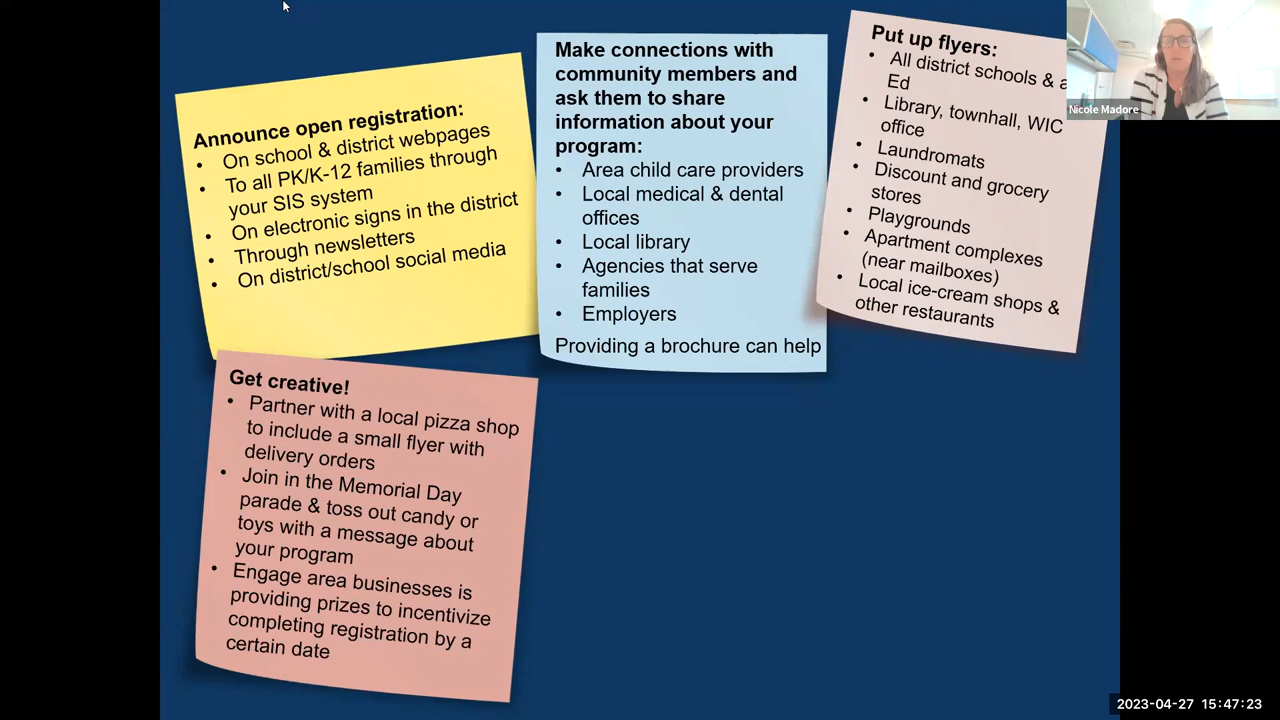 Announce open registration:
• On school & district webpages
• To all PK/K-12 families through
your SIS system
• On electronic signs in the district
• Through newsletters
• On district/school social media
Make connections with
community members and
ask them to share
information about your
program:
• Area child care providers
• Local medical & dental
offices
• Local library
• Agencies that serve
families
• Employers
Providing a brochure can help
Put up flyers:
• All district schools &
Ed
• Library, townhall, WIC
office
• Laundromats
• Discount and grocery
stores
• Playgrounds
• Apartment complexes
(near mailboxes)
• Local ice-cream shops &
other restaurants
Nicole Madore
Get creative!
• Partner with a local pizza shop
to include a small flyer with
delivery orders
• Join in the Memorial Day
parade & toss out candy or
toys with a message about
your program
• Engage area businesses is
providing prizes to incentivize
completing registration by a
certain date
2023-04-27 15:47:23